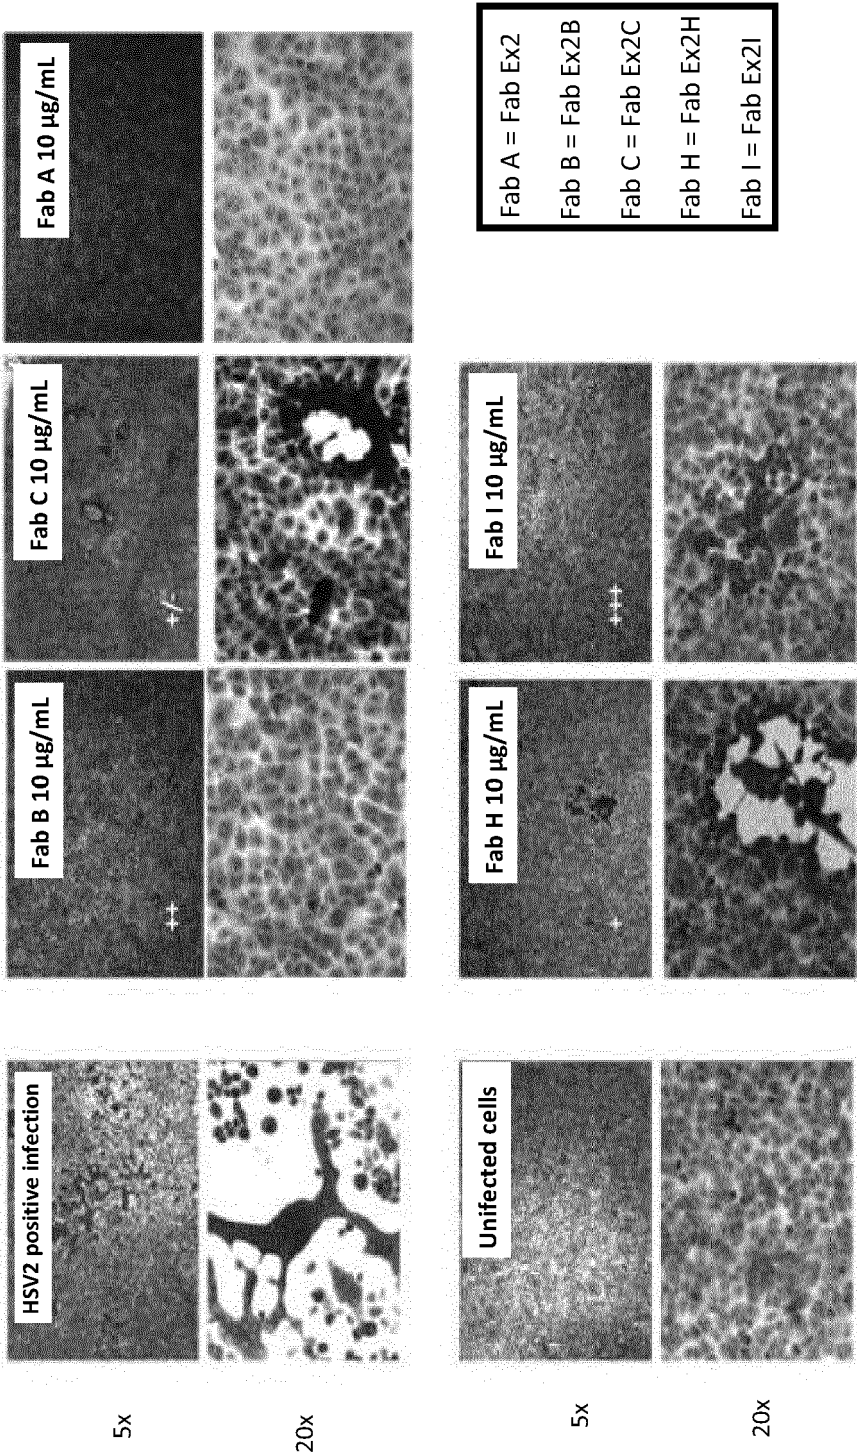 HSV2 positive infection
Fab B 10 µg/mL
++
Fab C 10 µg/mL
+/-
Fab A 10 µg/mL
5x
20x
Unifected cells
Fab H 10 µg/mL
+
Fab I 10 µg/mL
+++
5x
20x
Fab A = Fab Ex2
Fab B = Fab Ex2B
Fab C = Fab Ex2C
Fab H = Fab Ex2H
Fab I = Fab Ex2I